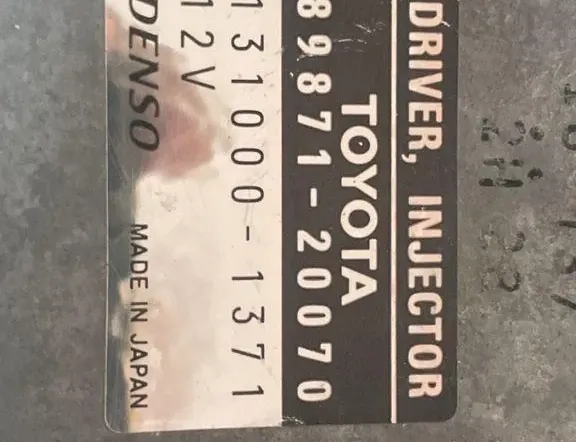 DRIVER, INJECTOR
TOYOTA
89871-20070
131000-1371
12V
DENSO
MADE IN JAPAN